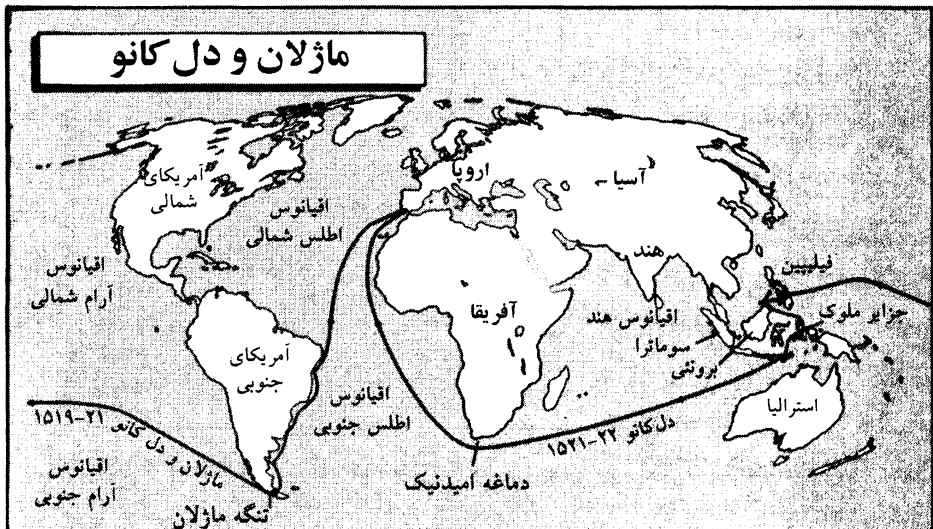 ماژلان و دل کانو
آمریکای
شمالی
اروپا
آسیا
اقیانوس
اطلس شمالی
اقیانوس
آرام شمالی
هند
فیلیپین
جزایر ملوک
آفریقا
اقیانوس هند
سوماترا
برونئی
آمریکای
جنوبی
اقیانوس
اطلس جنوبی
استرالیا
دل کانو ۲۲-۱۵۲۱
ماژلان و دل کانو ۲۱-۱۵۱۹
اقیانوس
آرام جنوبی
دماغه امیدنیک
تنگه ماژلان